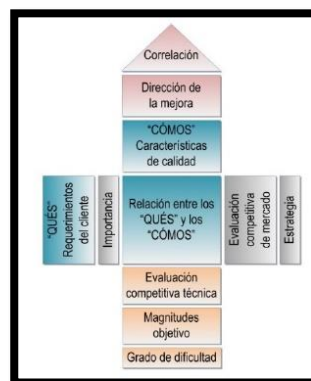 Correlación
Dirección de
la mejora
"CÓMOS"
Características
de calidad
"QUÉS"
Requerimientos
del cliente
Importancia
Relación entre los
"QUÉS" y los
"CÓMOS"
Evaluación
competitiva
de mercado
Estrategia
Evaluación
competitiva técnica
Magnitudes
objetivo
Grado de dificultad